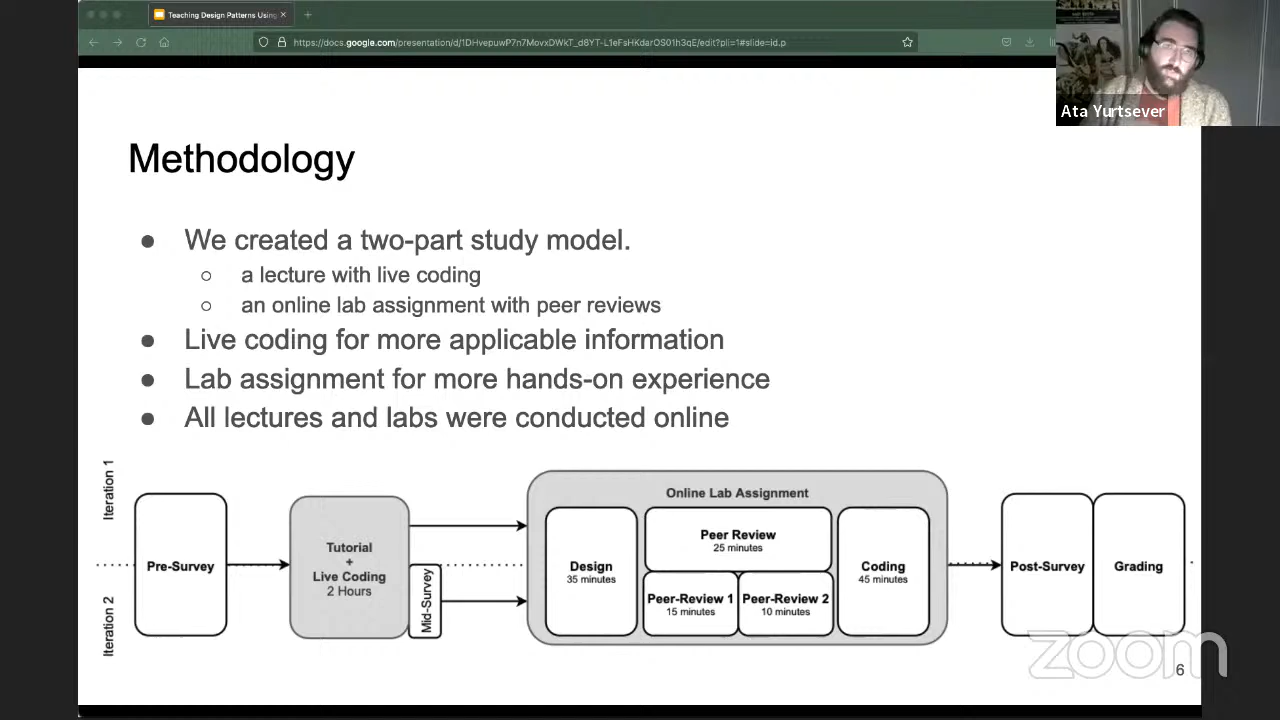 Teaching Design Patterns Using
https://docs.google.com/presentation/d/1DHvepuwP7n7MovxDWkT_d8YT-L1eFsHKdarOS01h3qE/edit?pli=1#slide=id.p
Ata Yurtsever
Methodology
● We created a two-part study model.
○ a lecture with live coding
○ an online lab assignment with peer reviews
● Live coding for more applicable information
● Lab assignment for more hands-on experience
● All lectures and labs were conducted online
Iteration 1
Iteration 2
Pre-Survey
Tutorial
+
Live Coding
2 Hours
Mid-Survey
Online Lab Assignment
Design
35 minutes
Peer Review
25 minutes
Peer-Review 1
15 minutes
Peer-Review 2
10 minutes
Coding
45 minutes
Post-Survey
Grading
zoom
6